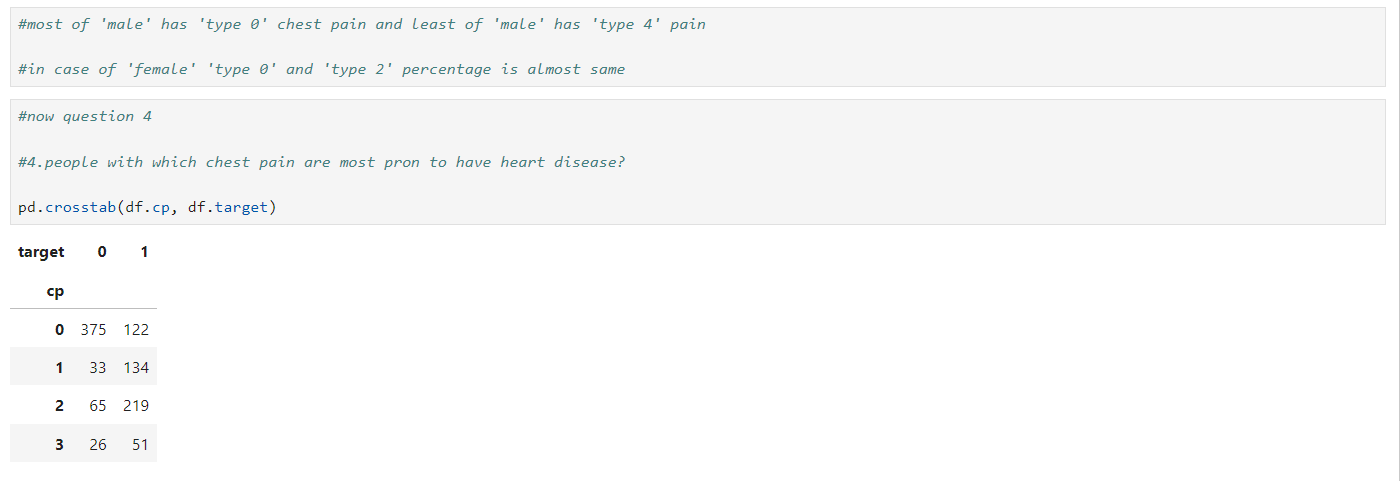 #most of 'male' has 'type 0' chest pain and least of 'male' has 'type 4' pain
#in case of 'female' 'type 0' and 'type 2' percentage is almost same
#now question 4
#4.people with which chest pain are most pron to have heart disease?
pd.crosstab(df.cp, df.target)
target 0 1
cp
0 375 122
1 33 134
2 65 219
3 26 51